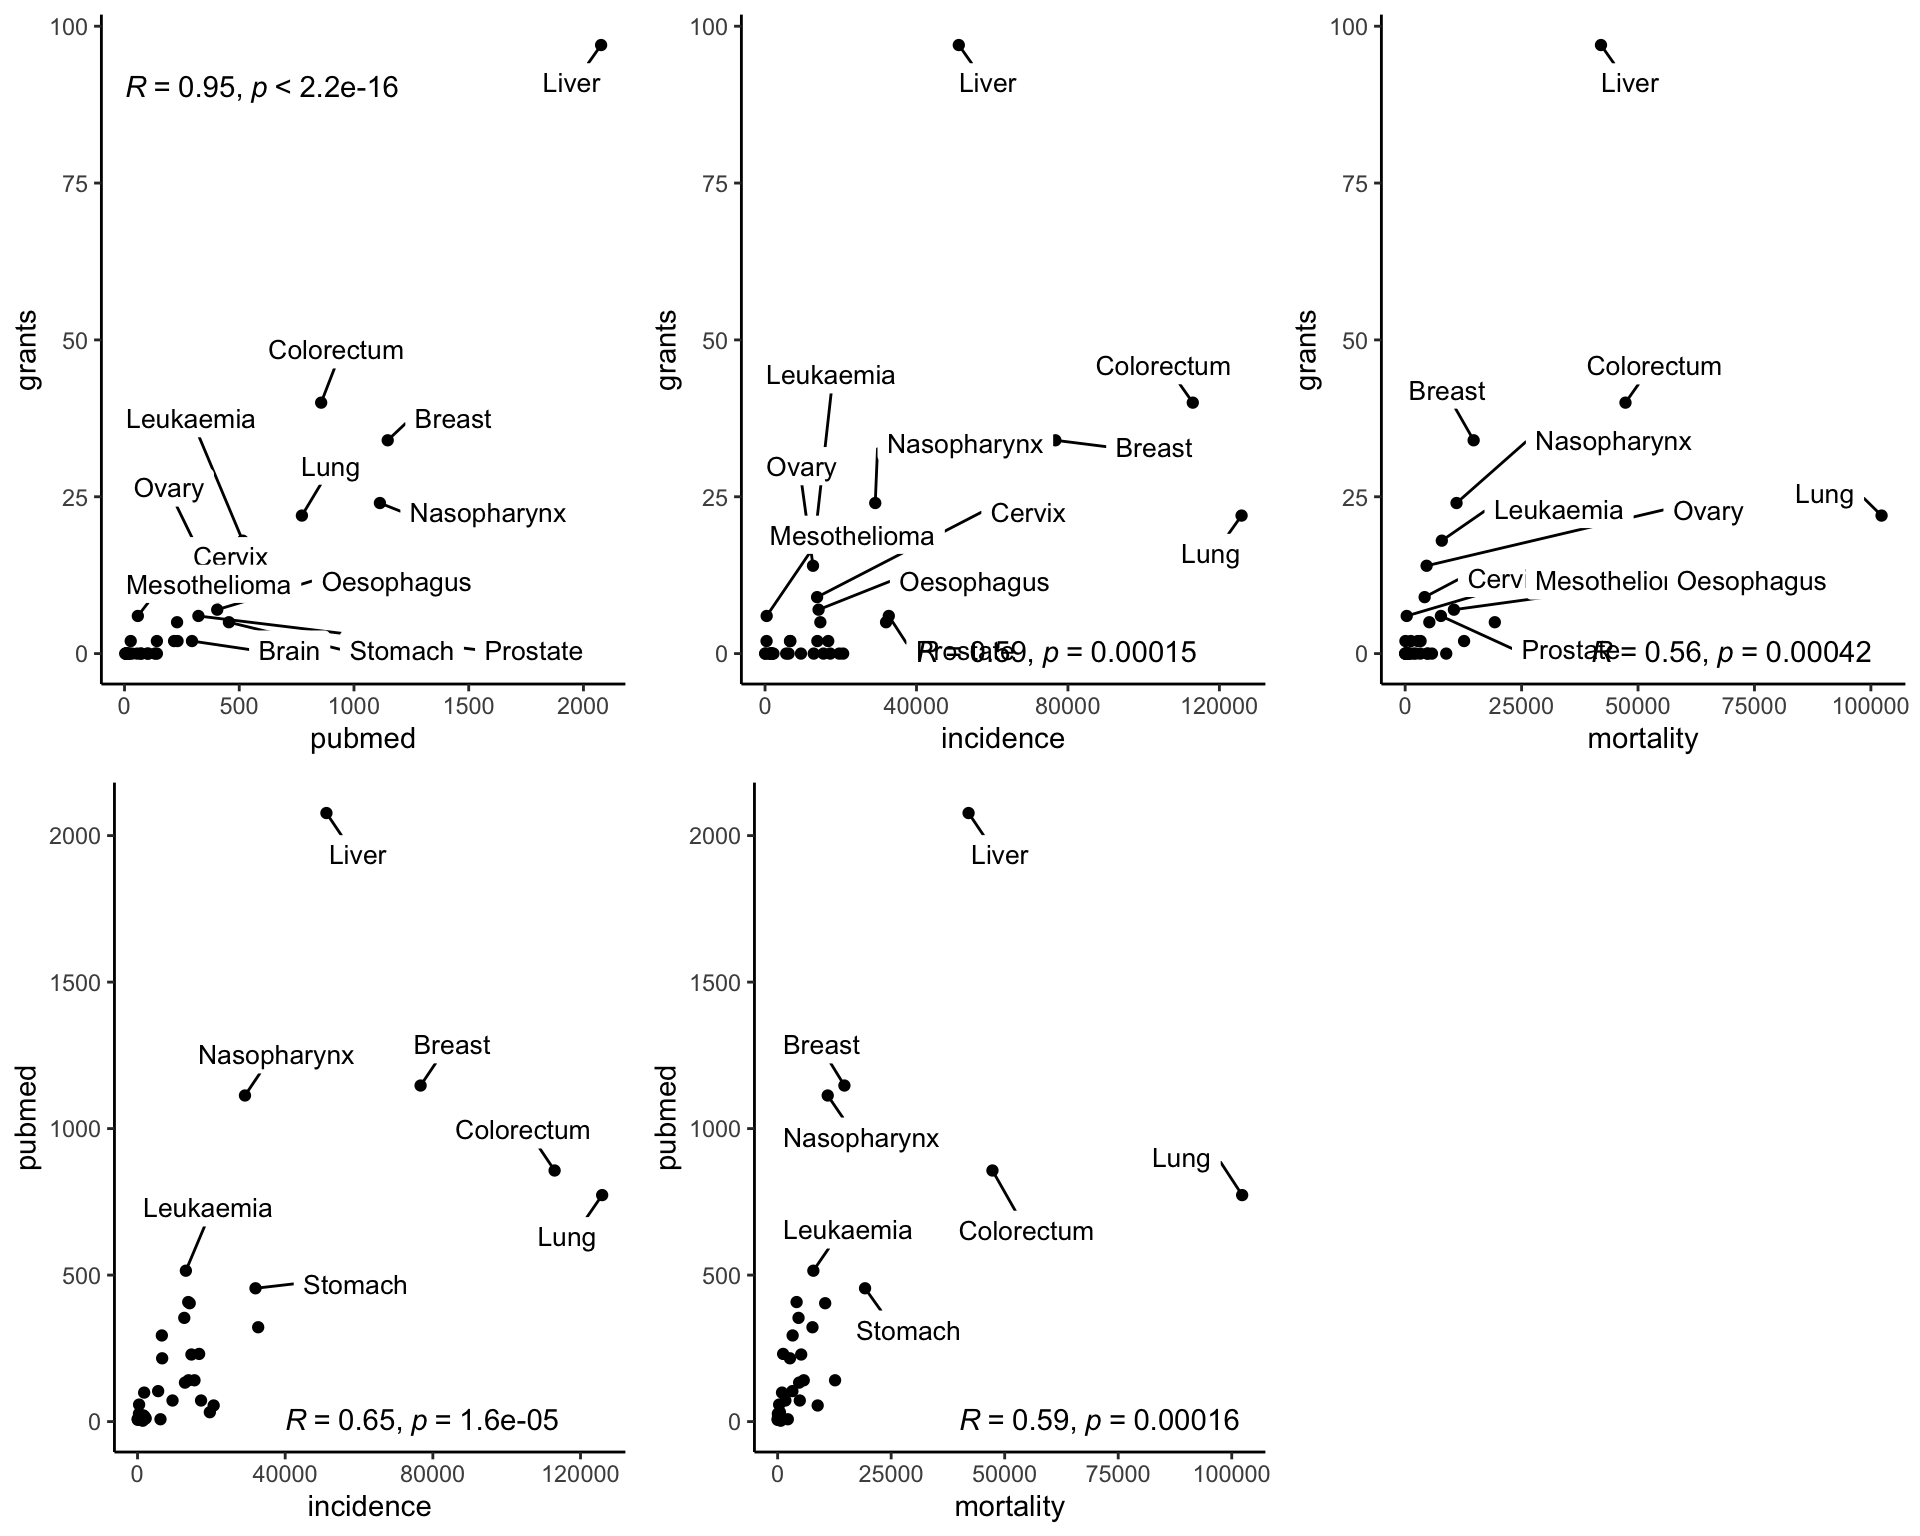 100
75
50
25
0
grants
R = 0.95, p < 2.2e-16
Liver
Colorectum
Leukaemia
Breast
Lung
Ovary
Nasopharynx
Cervix
Mesothelioma
Oesophagus
Brain
Stomach
Prostate
0 500 1000 1500 2000
pubmed
100
75
50
25
0
grants
Liver
Colorectum
Leukaemia
Nasopharynx
Breast
Ovary
Cervix
Mesothelioma
Lung
Oesophagus
Prostate
R = 0.59, p = 0.00015
0 40000 80000 120000
incidence
100
75
50
25
0
grants
Liver
Colorectum
Breast
Nasopharynx
Lung
Leukaemia
Ovary
Cervi
Mesothelio
Oesophagus
Prostate
R = 0.56, p = 0.00042
0 25000 50000 75000 100000
mortality
2000
1500
1000
500
0
pubmed
Liver
Nasopharynx
Breast
Colorectum
Leukaemia
Lung
Stomach
R = 0.65, p = 1.6e-05
0 40000 80000 120000
incidence
2000
1500
1000
500
0
pubmed
Liver
Breast
Nasopharynx
Lung
Leukaemia
Colorectum
Stomach
R = 0.59, p = 0.00016
0 25000 50000 75000 100000
mortality